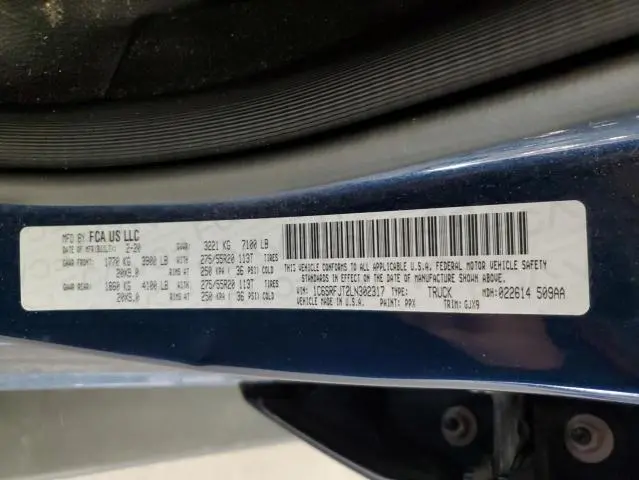 MFD BY FCA US LLC
DATE OF MFR(BUILT): 2-20 GVWR: 3221 KG 7100 LB
GAWR FRONT: 1770 KG 3900 LB 275/55R20 113T TIRES
20X9.0 RIMS AT 250 KPA ( 36 PSI) COLD
GAWR REAR: 1860 KG 4100 LB 275/55R20 113T TIRES
20X9.0 RIMS AT 250 KPA ( 36 PSI) COLD
THIS VEHICLE CONFORMS TO ALL APPLICABLE U.S.A. FEDERAL MOTOR VEHICLE SAFETY
STANDARDS IN EFFECT ON THE DATE OF MANUFACTURE SHOWN ABOVE.
VIN: 1C6SRFJT2LN302317 TYPE: TRUCK MDH: 022614 509AA
VEHICLE MADE IN U.S.A. PAINT: PPX TRIM: GJX9